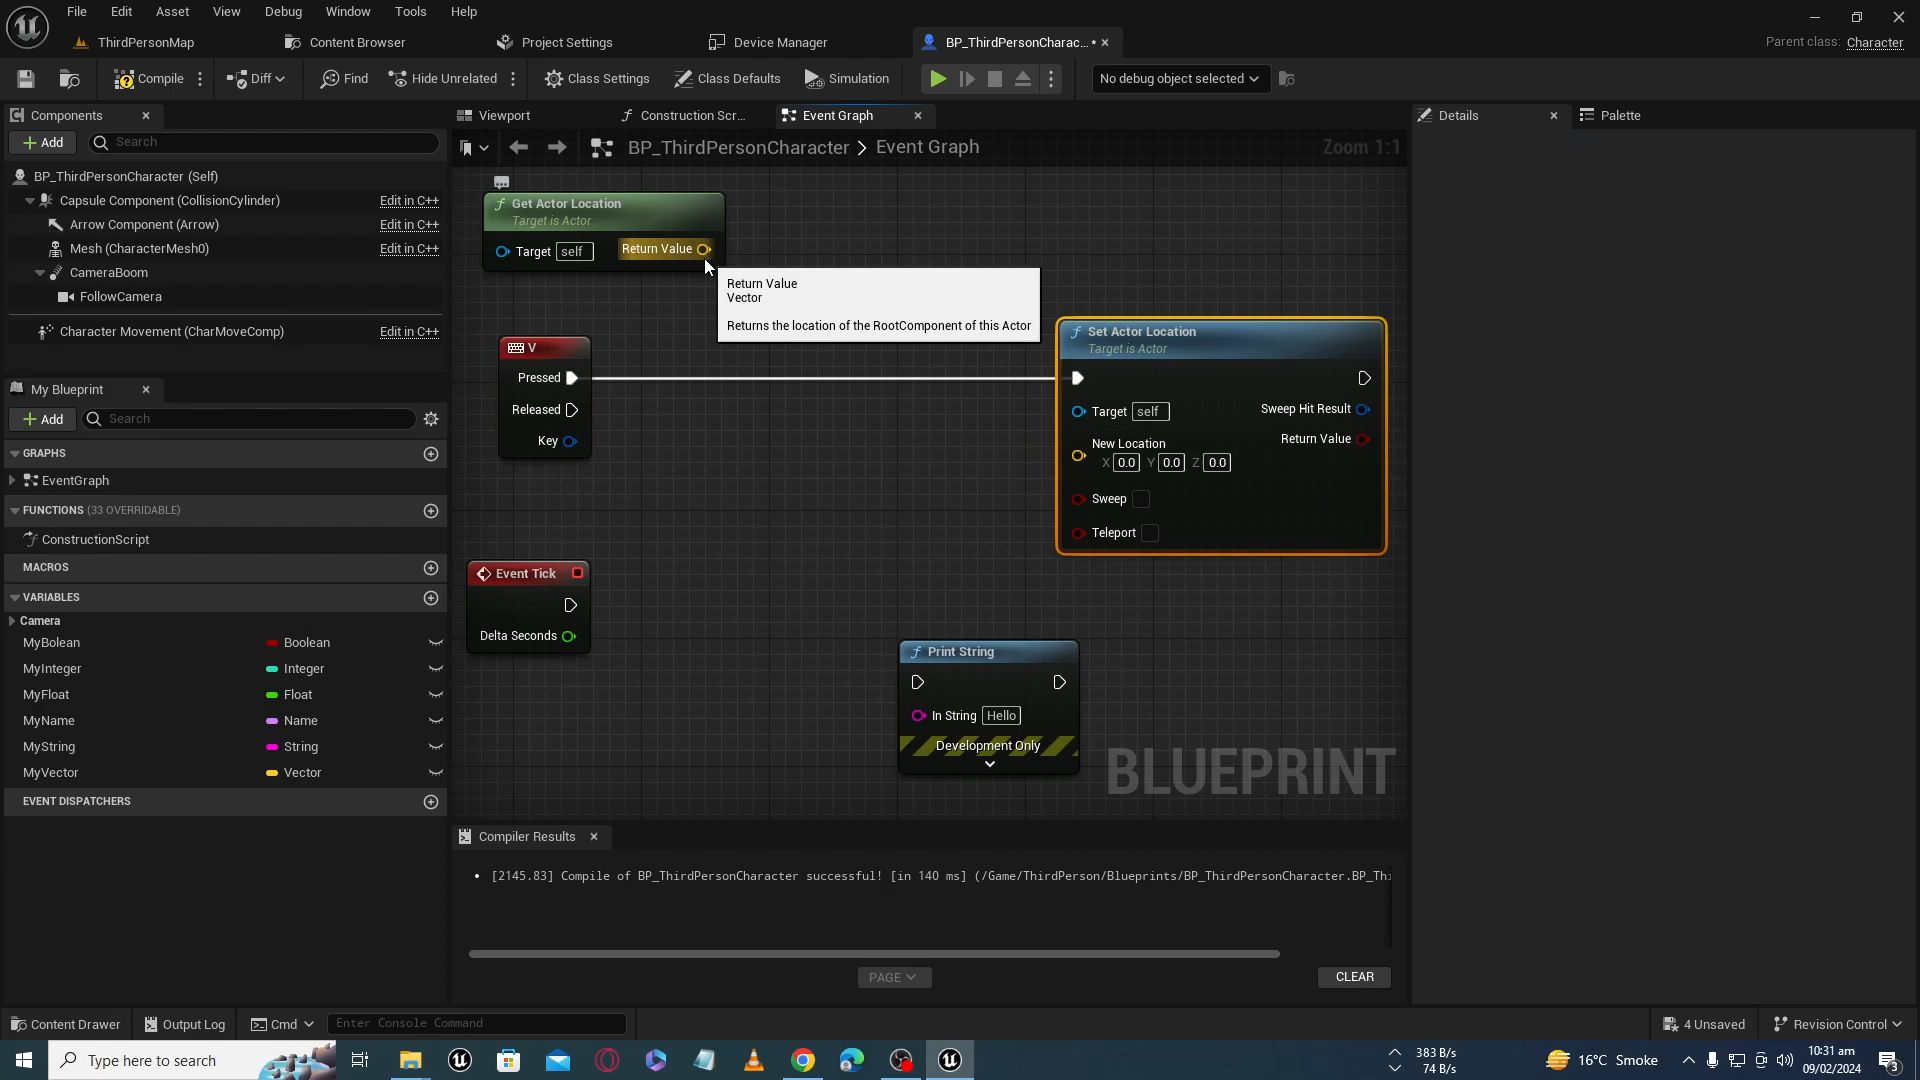 File Edit Asset View Debug Window Tools Help
ThirdPersonMap Content Browser Project Settings Device Manager BP_ThirdPersonCharac... •
Parent class: Character
Compile Diff Find Hide Unrelated Class Settings Class Defaults Simulation No debug object selected
Components
Add Search
BP_ThirdPersonCharacter (Self)
Capsule Component (CollisionCylinder) Edit in C++
Arrow Component (Arrow) Edit in C++
Mesh (CharacterMesh0) Edit in C++
CameraBoom
FollowCamera
Character Movement (CharMoveComp) Edit in C++
My Blueprint
Add Search
GRAPHS
EventGraph
FUNCTIONS (33 OVERRIDABLE)
ConstructionScript
MACROS
VARIABLES
Camera
MyBolean Boolean
MyInteger Integer
MyFloat Float
MyName Name
MyString String
MyVector Vector
EVENT DISPATCHERS
Viewport Construction Scr... Event Graph
BP_ThirdPersonCharacter > Event Graph Zoom 1:1
Get Actor Location
Target is Actor
Target self Return Value
Return Value
Vector
Returns the location of the RootComponent of this Actor
V
Pressed
Released
Key
Set Actor Location
Target is Actor
Target self Sweep Hit Result
New Location Return Value
X 0.0 Y 0.0 Z 0.0
Sweep
Teleport
Event Tick
Delta Seconds
Print String
In String Hello
Development Only
BLUEPRINT
Compiler Results
• [2145.83] Compile of BP_ThirdPersonCharacter successful! [in 140 ms] (/Game/ThirdPerson/Blueprints/BP_ThirdPersonCharacter.BP_Thi
PAGE CLEAR
Details Palette
Content Drawer Output Log Cmd Enter Console Command 4 Unsaved Revision Control
Type here to search
383 B/s
74 B/s
16°C Smoke
10:31 am
09/02/2024
3